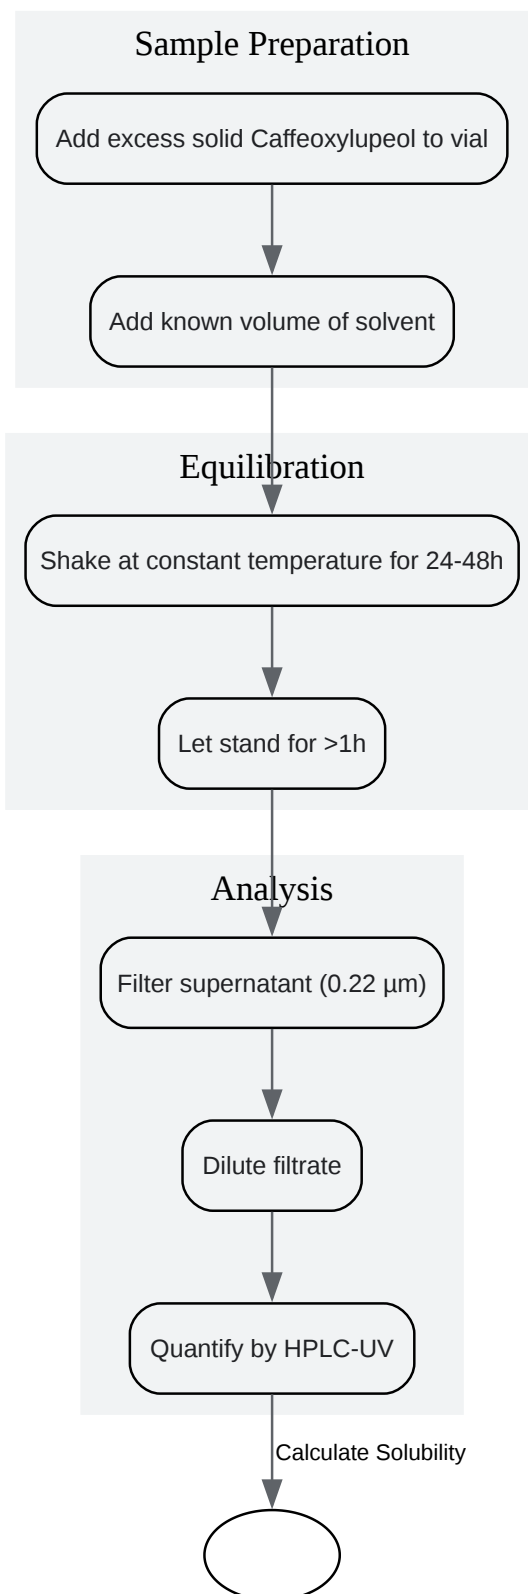 Sample Preparation
Add excess solid Caffeoxylupeol to vial
Add known volume of solvent
Equilibration
Shake at constant temperature for 24-48h
Let stand for >1h
Analysis
Filter supernatant (0.22 µm)
Dilute filtrate
Quantify by HPLC-UV
Calculate Solubility